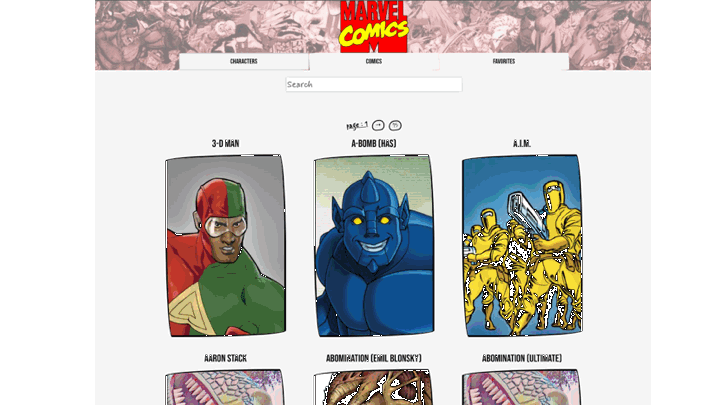 MARVEL
COMICS
CHARACTERS COMICS FAVORITES
Search
Page : 1
3-D MAN A-BOMB (HAS) A.I.M.
AARON STACK ABOMINATION (EMIL BLONSKY) ABOMINATION (ULTIMATE)